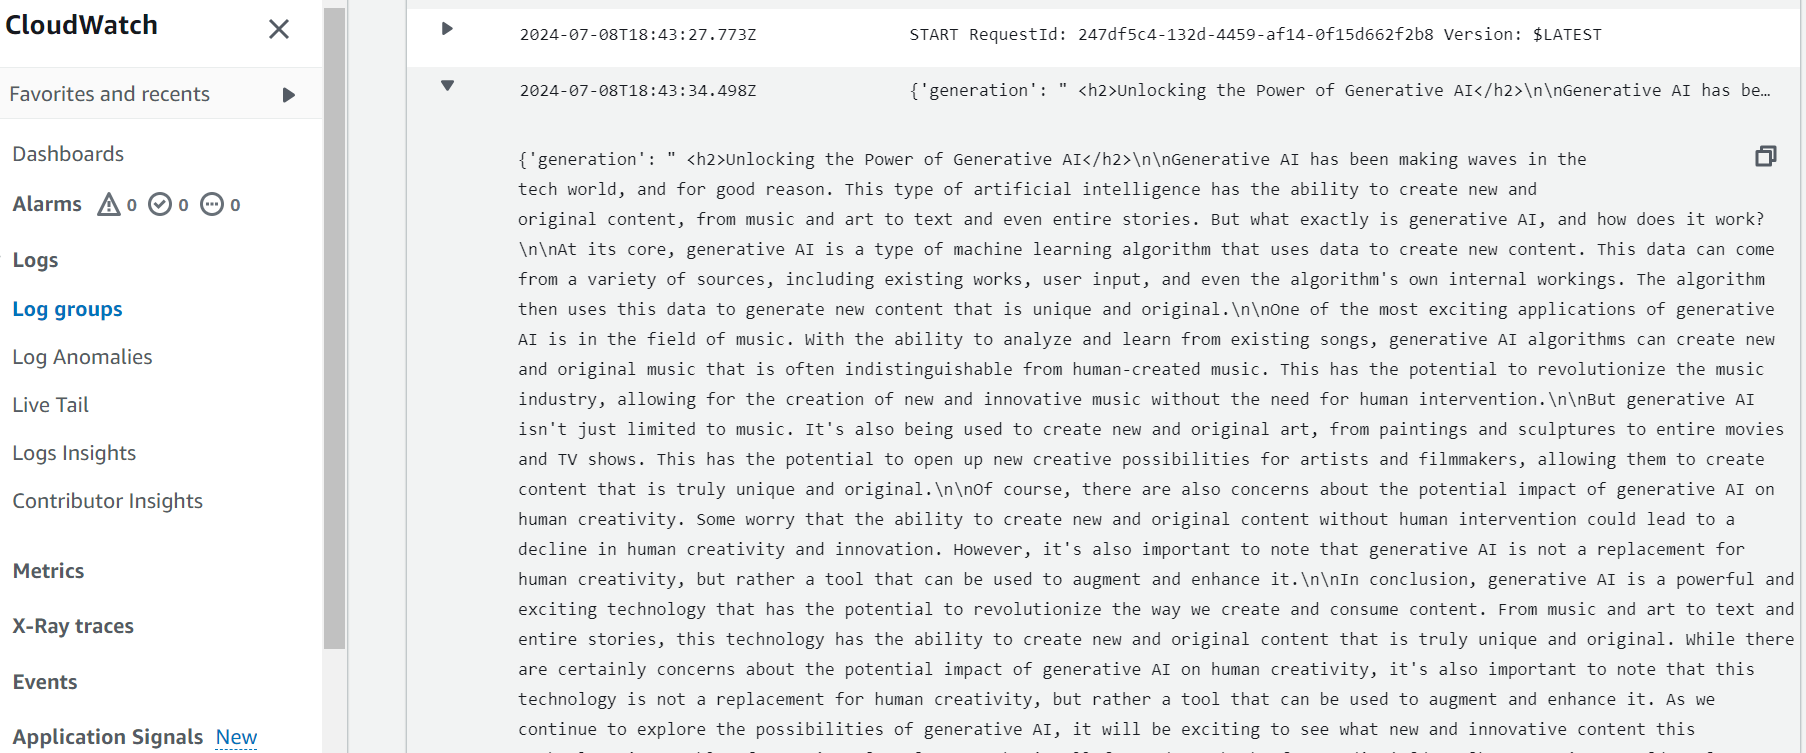 CloudWatch
Favorites and recents
Dashboards
Alarms 0 0 0
Logs
Log groups
Log Anomalies
Live Tail
Logs Insights
Contributor Insights
Metrics
X-Ray traces
Events
Application Signals New
2024-07-08T18:43:27.773Z START RequestId: 247df5c4-132d-4459-af14-0f15d662f2b8 Version: $LATEST
2024-07-08T18:43:34.498Z {'generation': " <h2>Unlocking the Power of Generative AI</h2>\n\nGenerative AI has be…
{'generation': " <h2>Unlocking the Power of Generative AI</h2>\n\nGenerative AI has been making waves in the
tech world, and for good reason. This type of artificial intelligence has the ability to create new and
original content, from music and art to text and even entire stories. But what exactly is generative AI, and how does it work?
\n\nAt its core, generative AI is a type of machine learning algorithm that uses data to create new content. This data can come
from a variety of sources, including existing works, user input, and even the algorithm's own internal workings. The algorithm
then uses this data to generate new content that is unique and original.\n\nOne of the most exciting applications of generative
AI is in the field of music. With the ability to analyze and learn from existing songs, generative AI algorithms can create new
and original music that is often indistinguishable from human-created music. This has the potential to revolutionize the music
industry, allowing for the creation of new and innovative music without the need for human intervention.\n\nBut generative AI
isn't just limited to music. It's also being used to create new and original art, from paintings and sculptures to entire movies
and TV shows. This has the potential to open up new creative possibilities for artists and filmmakers, allowing them to create
content that is truly unique and original.\n\nOf course, there are also concerns about the potential impact of generative AI on
human creativity. Some worry that the ability to create new and original content without human intervention could lead to a
decline in human creativity and innovation. However, it's also important to note that generative AI is not a replacement for
human creativity, but rather a tool that can be used to augment and enhance it.\n\nIn conclusion, generative AI is a powerful and
exciting technology that has the potential to revolutionize the way we create and consume content. From music and art to text and
entire stories, this technology has the ability to create new and original content that is truly unique and original. While there
are certainly concerns about the potential impact of generative AI on human creativity, it's also important to note that this
technology is not a replacement for human creativity, but rather a tool that can be used to augment and enhance it. As we
continue to explore the possibilities of generative AI, it will be exciting to see what new and innovative content this